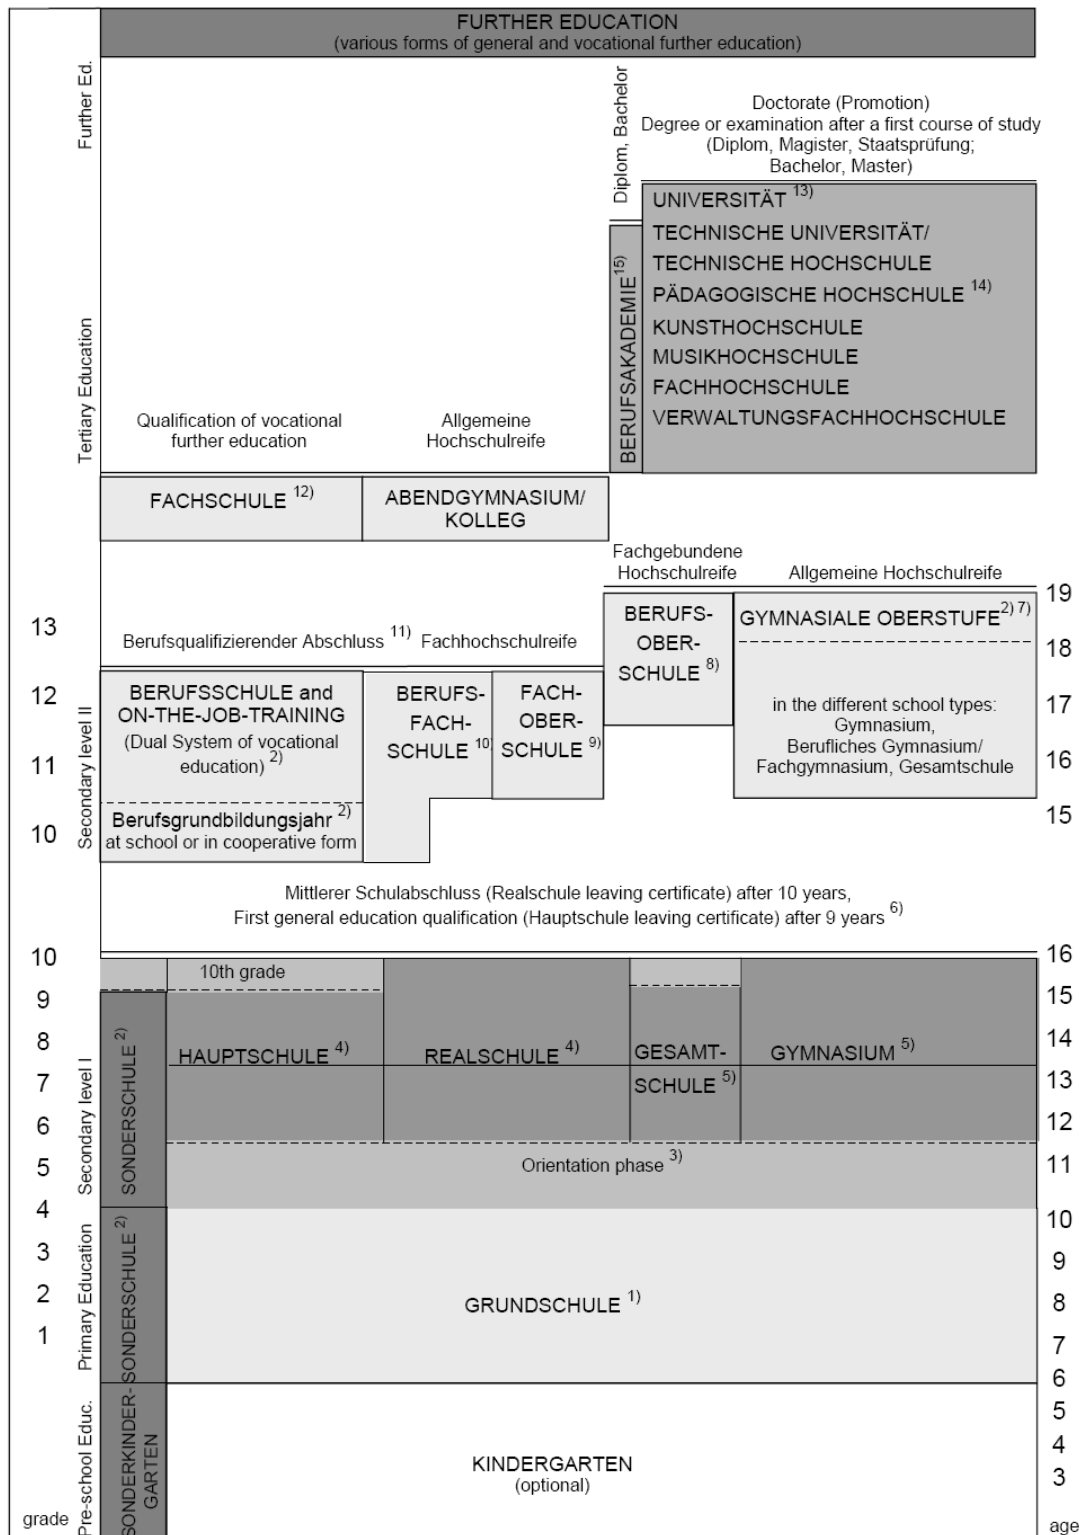 FURTHER EDUCATION
(various forms of general and vocational further education)
Further Ed.
Diplom, Bachelor
Doctorate (Promotion)
Degree or examination after a first course of study
(Diplom, Magister, Staatsprüfung;
Bachelor, Master)
Tertiary Education
BERUFSAKADEMIE 15)
UNIVERSITÄT 13)
TECHNISCHE UNIVERSITÄT/
TECHNISCHE HOCHSCHULE
PÄDAGOGISCHE HOCHSCHULE 14)
KUNSTHOCHSCHULE
MUSIKHOCHSCHULE
FACHHOCHSCHULE
VERWALTUNGSFACHHOCHSCHULE
Qualification of vocational
further education
Allgemeine
Hochschulreife
FACHSCHULE 12)
ABENDGYMNASIUM/
KOLLEG
Fachgebundene
Hochschulreife
Allgemeine Hochschulreife
19
13
Berufsqualifizierender Abschluss 11)
Fachhochschulreife
BERUFS-
OBER-
SCHULE 8)
GYMNASIALE OBERSTUFE 2) 7)
18
12
Secondary level II
BERUFSSCHULE and
ON-THE-JOB-TRAINING
(Dual System of vocational
education) 2)
BERUFS-
FACH-
SCHULE 10)
FACH-
OBER-
SCHULE 9)
in the different school types:
Gymnasium,
Berufliches Gymnasium/
Fachgymnasium, Gesamtschule
17
11
16
10
Berufsgrundbildungsjahr 2)
at school or in cooperative form
15
Mittlerer Schulabschluss (Realschule leaving certificate) after 10 years,
First general education qualification (Hauptschule leaving certificate) after 9 years 6)
10
16
10th grade
9
15
8
14
Secondary level I
SONDERSCHULE 2)
HAUPTSCHULE 4)
REALSCHULE 4)
GESAMT-
SCHULE 5)
GYMNASIUM 5)
7
13
6
12
5
Orientation phase 3)
11
4
10
Primary Education
SONDERSCHULE 2)
3
9
2
GRUNDSCHULE 1)
8
1
7
6
Pre-school Educ.
SONDERKINDER-
GARTEN
KINDERGARTEN
(optional)
5
4
3
grade
age